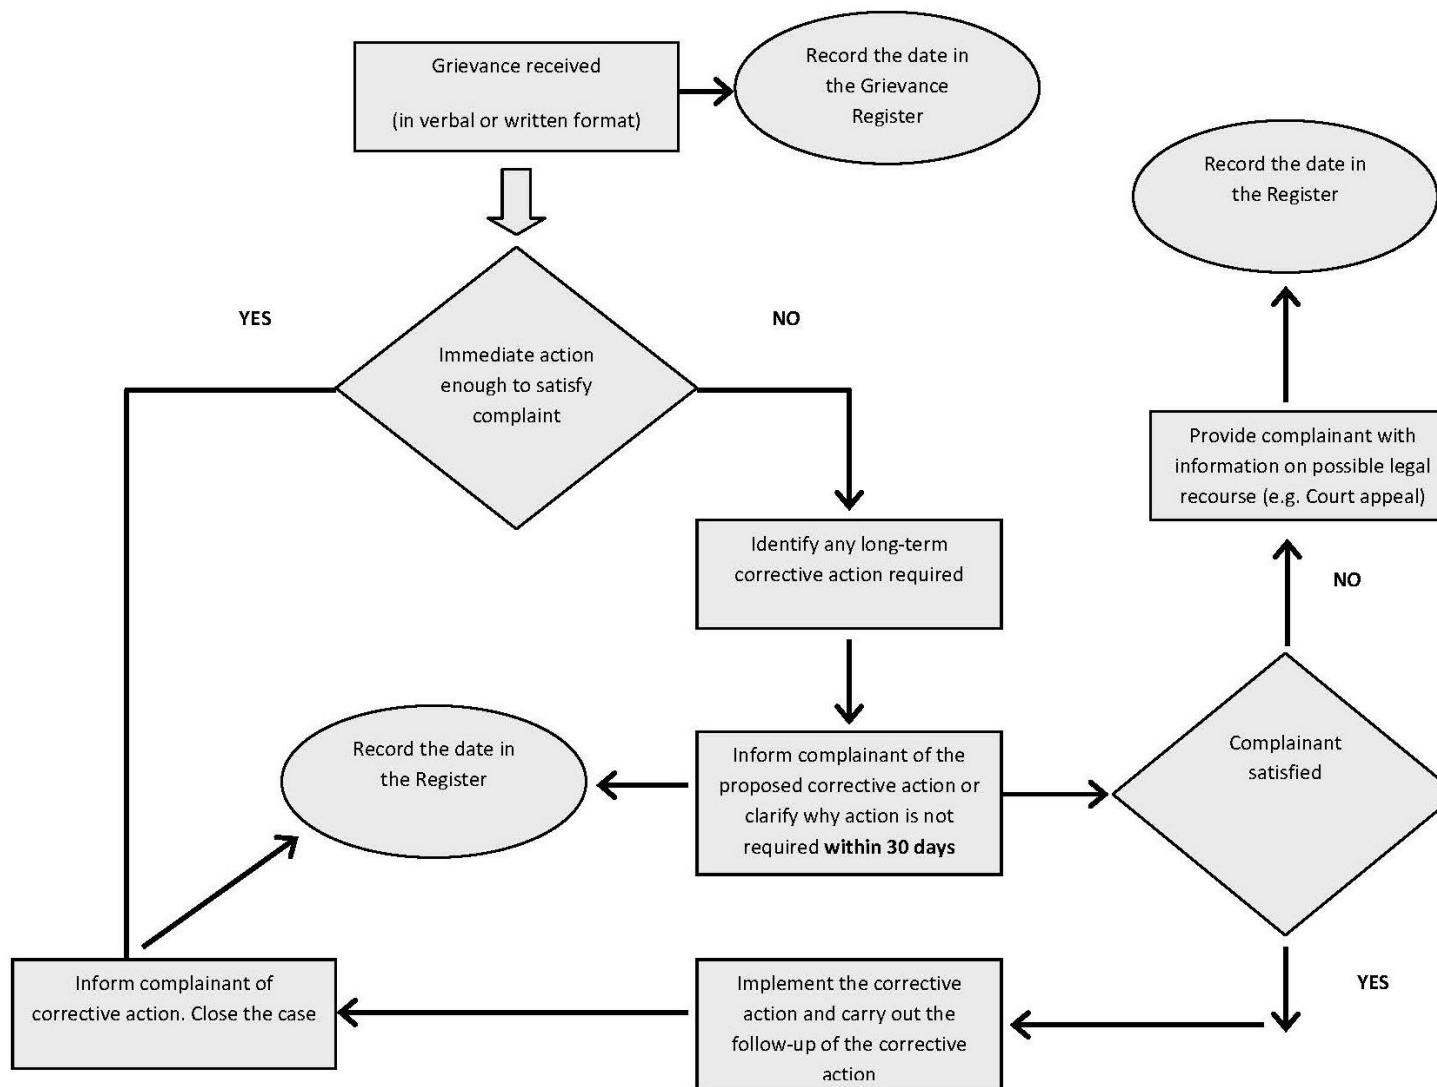 Grievance received
(in verbal or written format)
Record the date in
the Grievance
Register
Record the date in
the Register
YES
NO
Immediate action
enough to satisfy
complaint
Provide complainant with
information on possible legal
recourse (e.g. Court appeal)
Identify any long-term
corrective action required
NO
Record the date in
the Register
Inform complainant of the
proposed corrective action or
clarify why action is not
required within 30 days
Complainant
satisfied
Inform complainant of
corrective action. Close the case
Implement the corrective
action and carry out the
follow-up of the corrective
action
YES